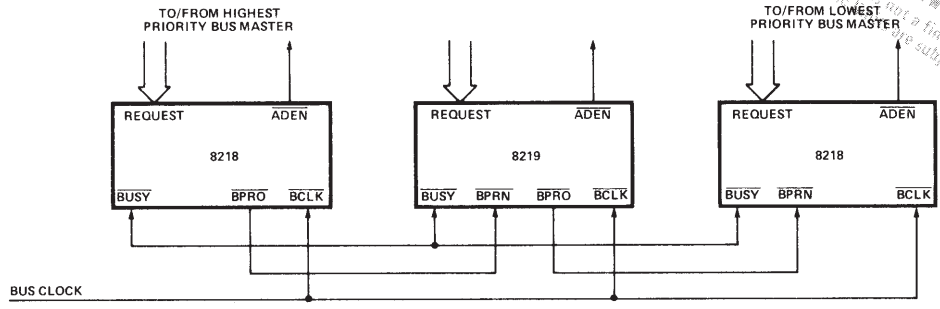 TO/FROM HIGHEST
PRIORITY BUS MASTER
TO/FROM LOWEST
PRIORITY BUS MASTER
REQUEST ADEN
8218
BUSY BPRO BCLK
REQUEST ADEN
8219
BUSY BPRN BPRO BCLK
REQUEST ADEN
8218
BUSY BPRN BCLK
BUS CLOCK